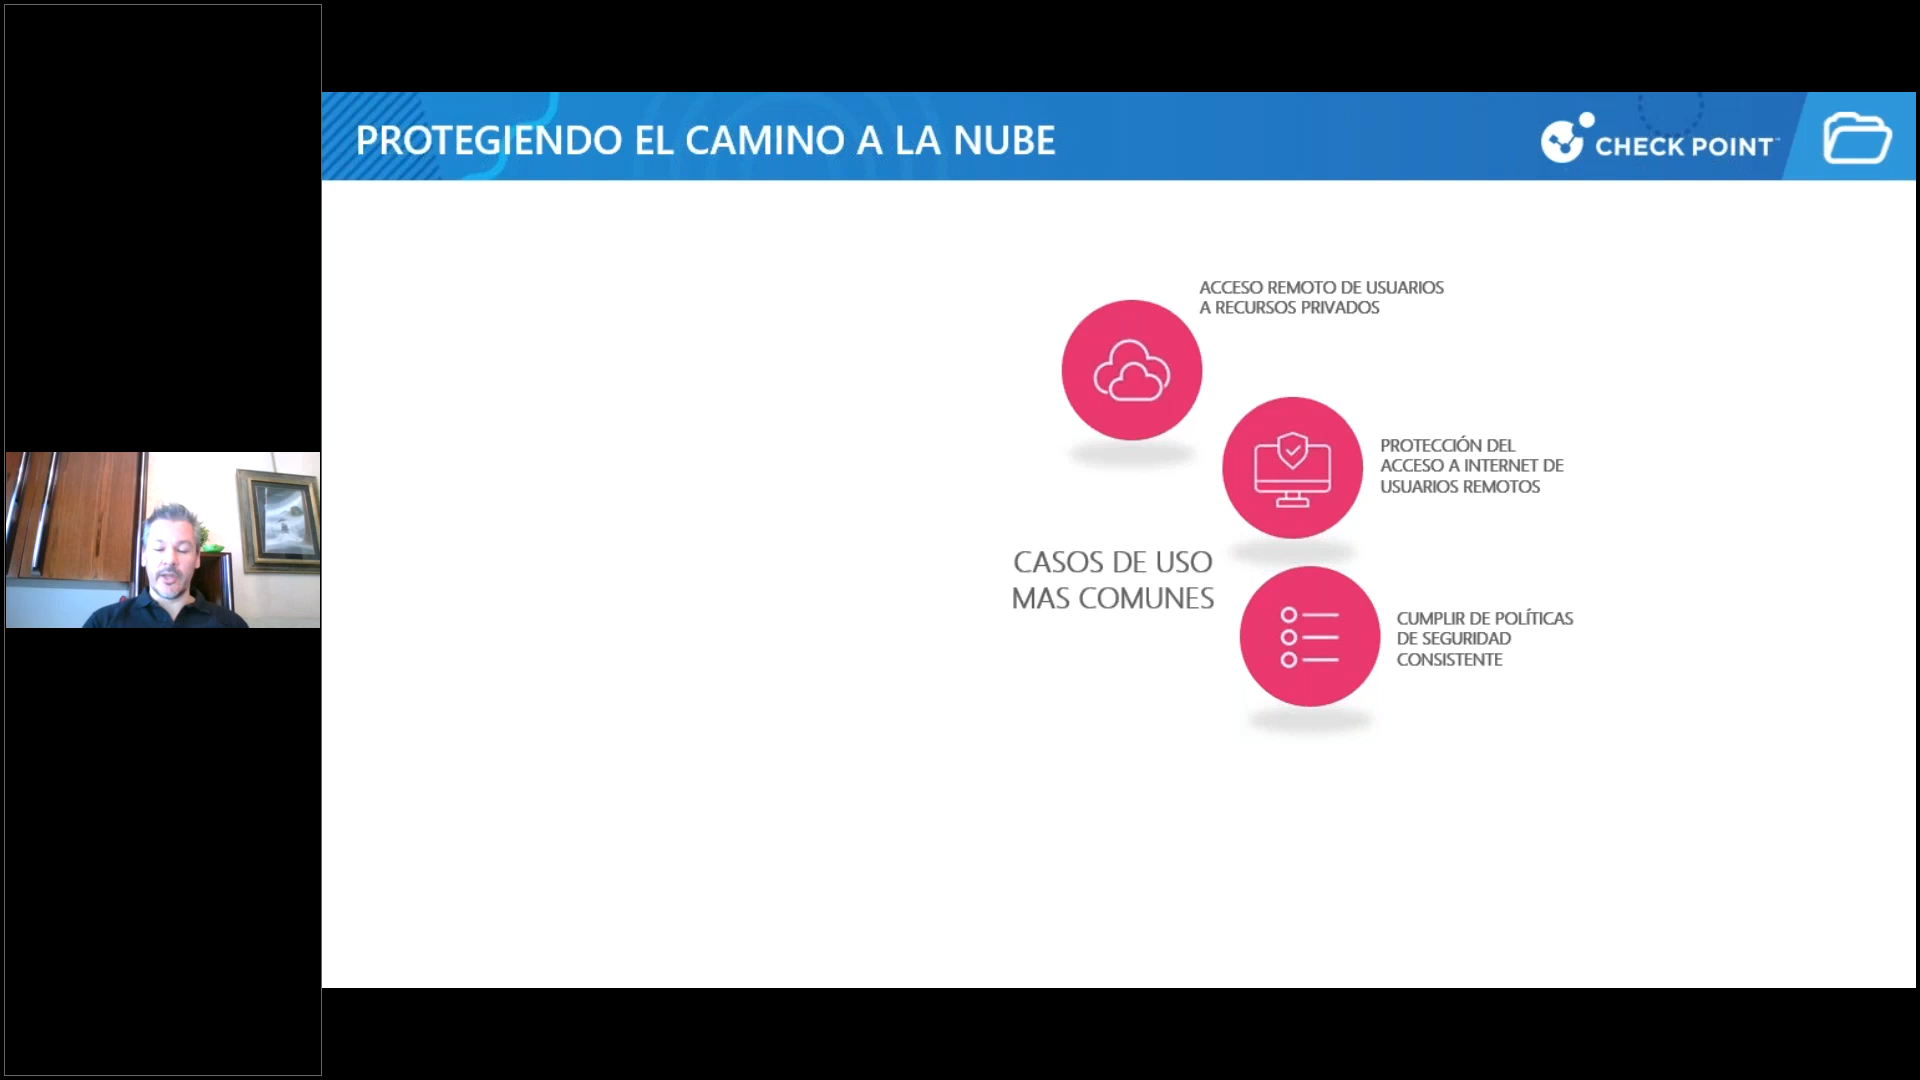 PROTEGIENDO EL CAMINO A LA NUBE
CHECK POINT™
ACCESO REMOTO DE USUARIOS
A RECURSOS PRIVADOS
PROTECCIÓN DEL
ACCESO A INTERNET DE
USUARIOS REMOTOS
CASOS DE USO
MAS COMUNES
CUMPLIR DE POLÍTICAS
DE SEGURIDAD
CONSISTENTE